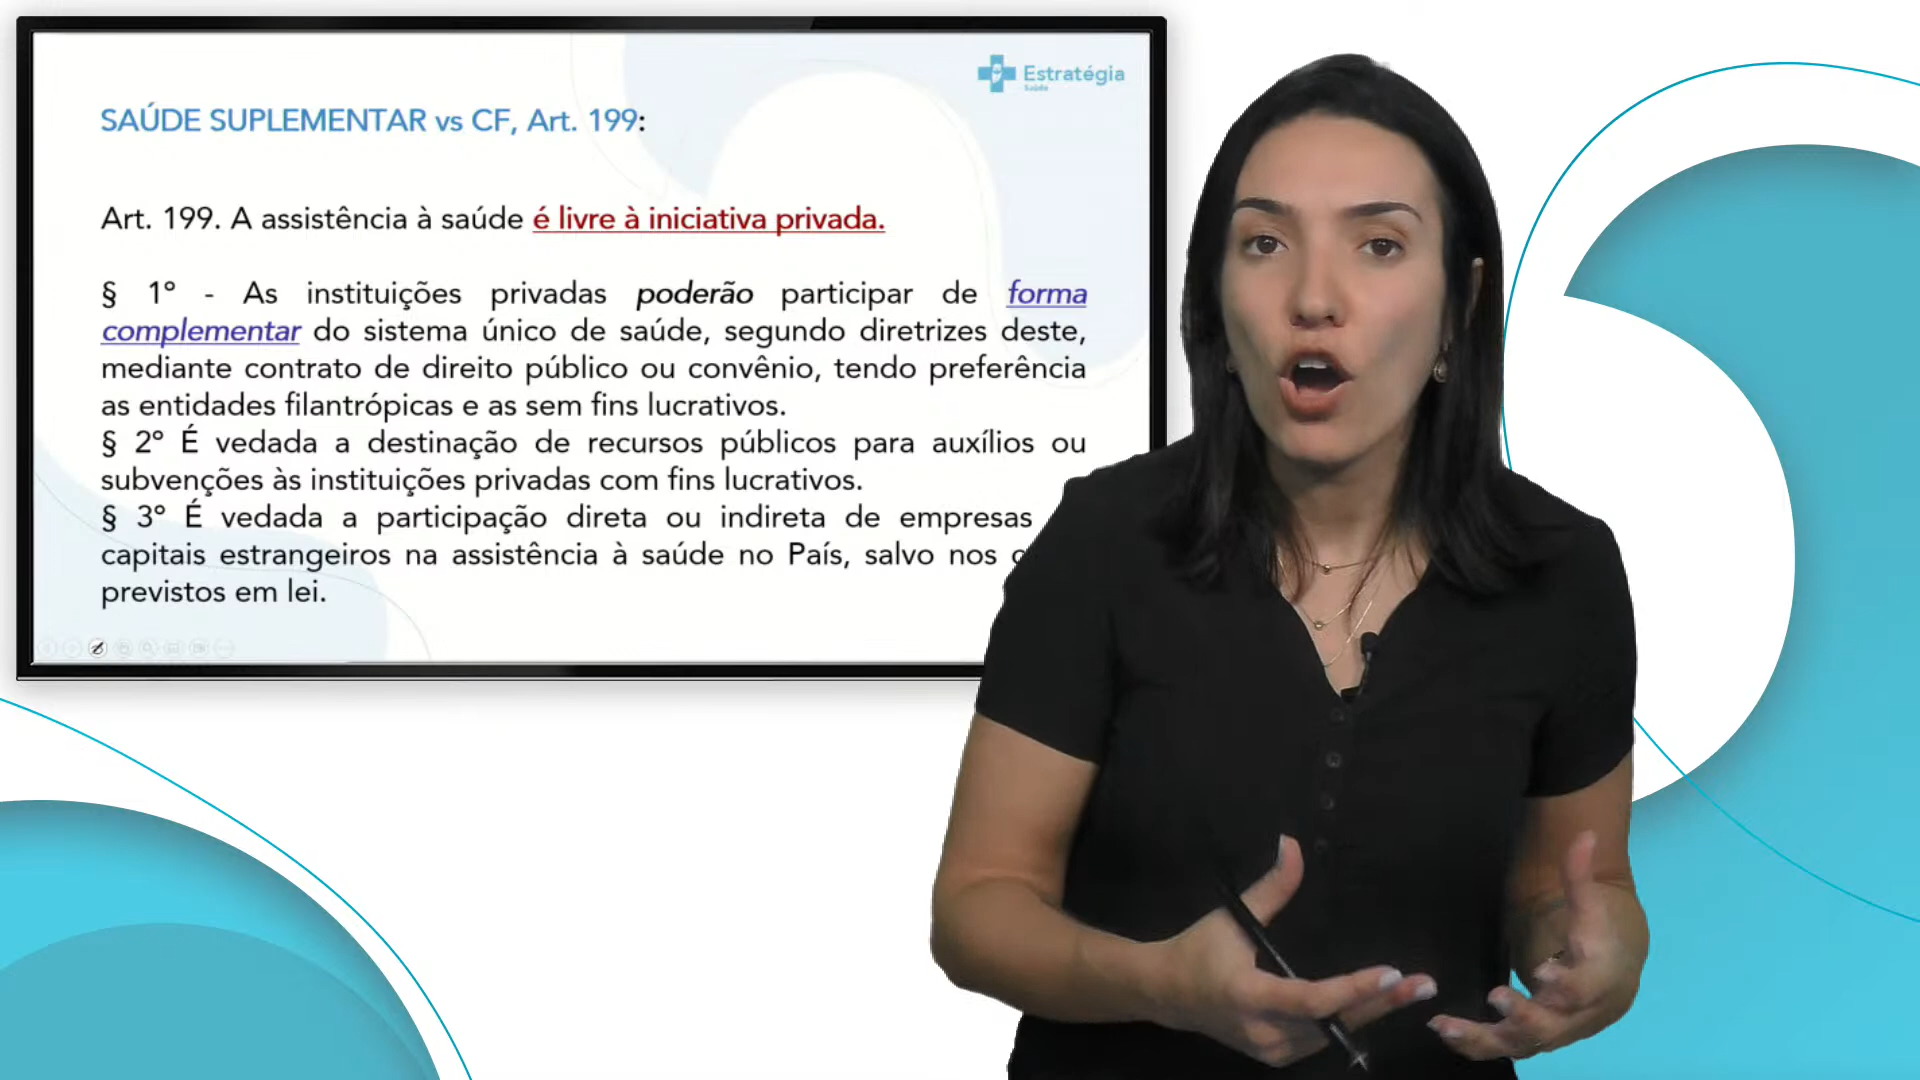 Estratégia
Saúde
SAÚDE SUPLEMENTAR vs CF, Art. 199:
Art. 199. A assistência à saúde é livre à iniciativa privada.
§ 1º - As instituições privadas poderão participar de forma
complementar do sistema único de saúde, segundo diretrizes deste,
mediante contrato de direito público ou convênio, tendo preferência
as entidades filantrópicas e as sem fins lucrativos.
§ 2º É vedada a destinação de recursos públicos para auxílios ou
subvenções às instituições privadas com fins lucrativos.
§ 3º É vedada a participação direta ou indireta de empresas
capitais estrangeiros na assistência à saúde no País, salvo nos
previstos em lei.